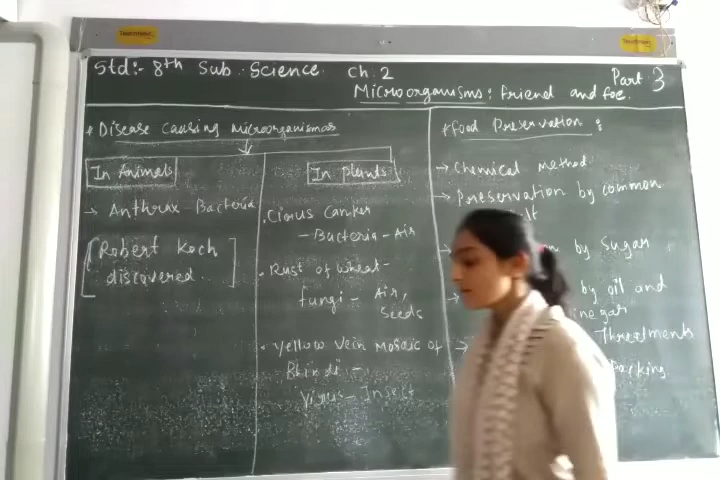 Std:- 8th Sub. Science. Ch. 2 Part 3
Microorganisms: friend and foe.
* Disease causing microorganismas
In Animals
→ Anthrax - Bacteria
[Robert Koch
discovered.]
In plants
. Citrus Canker
- Bacteria - Air
. Rust of wheat -
fungi - Air,
Seeds
. Yellow Vein Mosaic of
Bhindi -
Virus - Insect
* Food Preservation :
→ Chemical method
→ Preservation by common
by Sugar
by oil and
Threetments
Packing